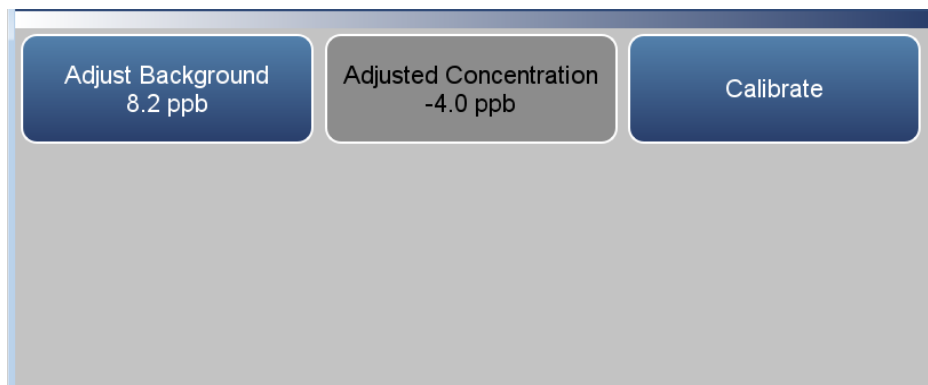 Adjust Background
8.2 ppb
Adjusted Concentration
-4.0 ppb
Calibrate